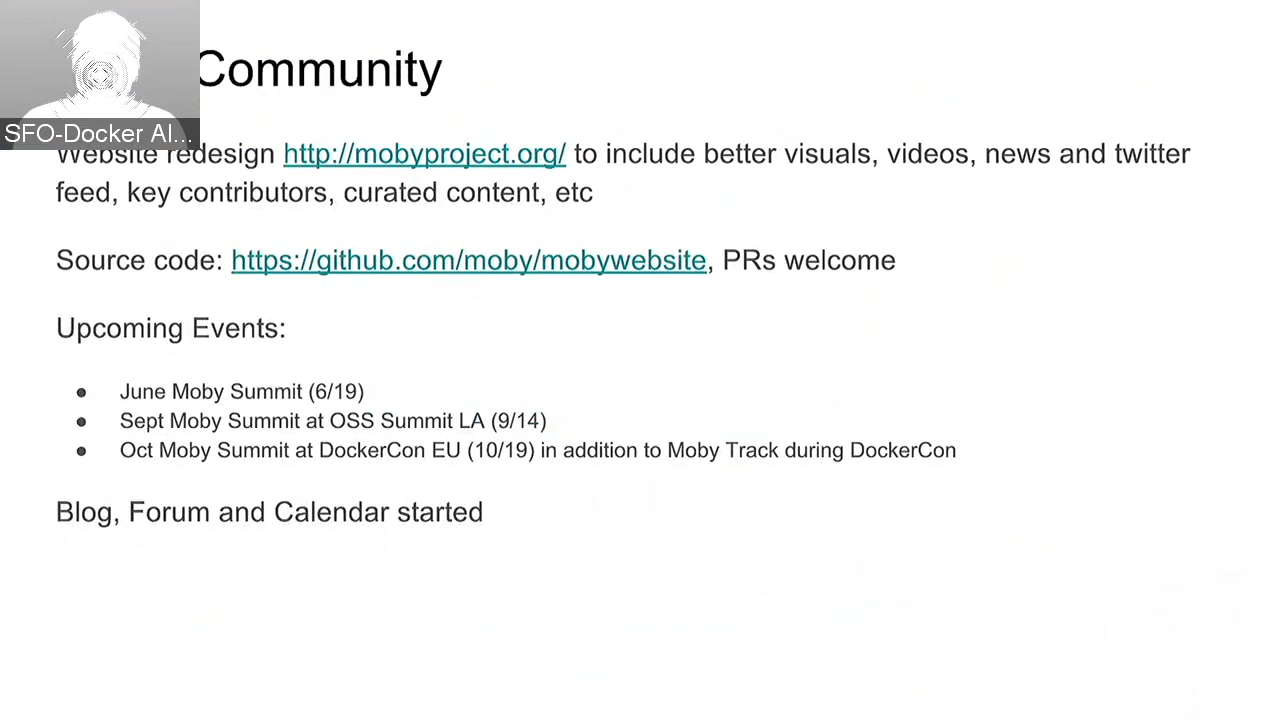 Community
SFO-Docker Al...
Website redesign http://mobyproject.org/ to include better visuals, videos, news and twitter
feed, key contributors, curated content, etc
Source code: https://github.com/moby/mobywebsite, PRs welcome
Upcoming Events:
● June Moby Summit (6/19)
● Sept Moby Summit at OSS Summit LA (9/14)
● Oct Moby Summit at DockerCon EU (10/19) in addition to Moby Track during DockerCon
Blog, Forum and Calendar started